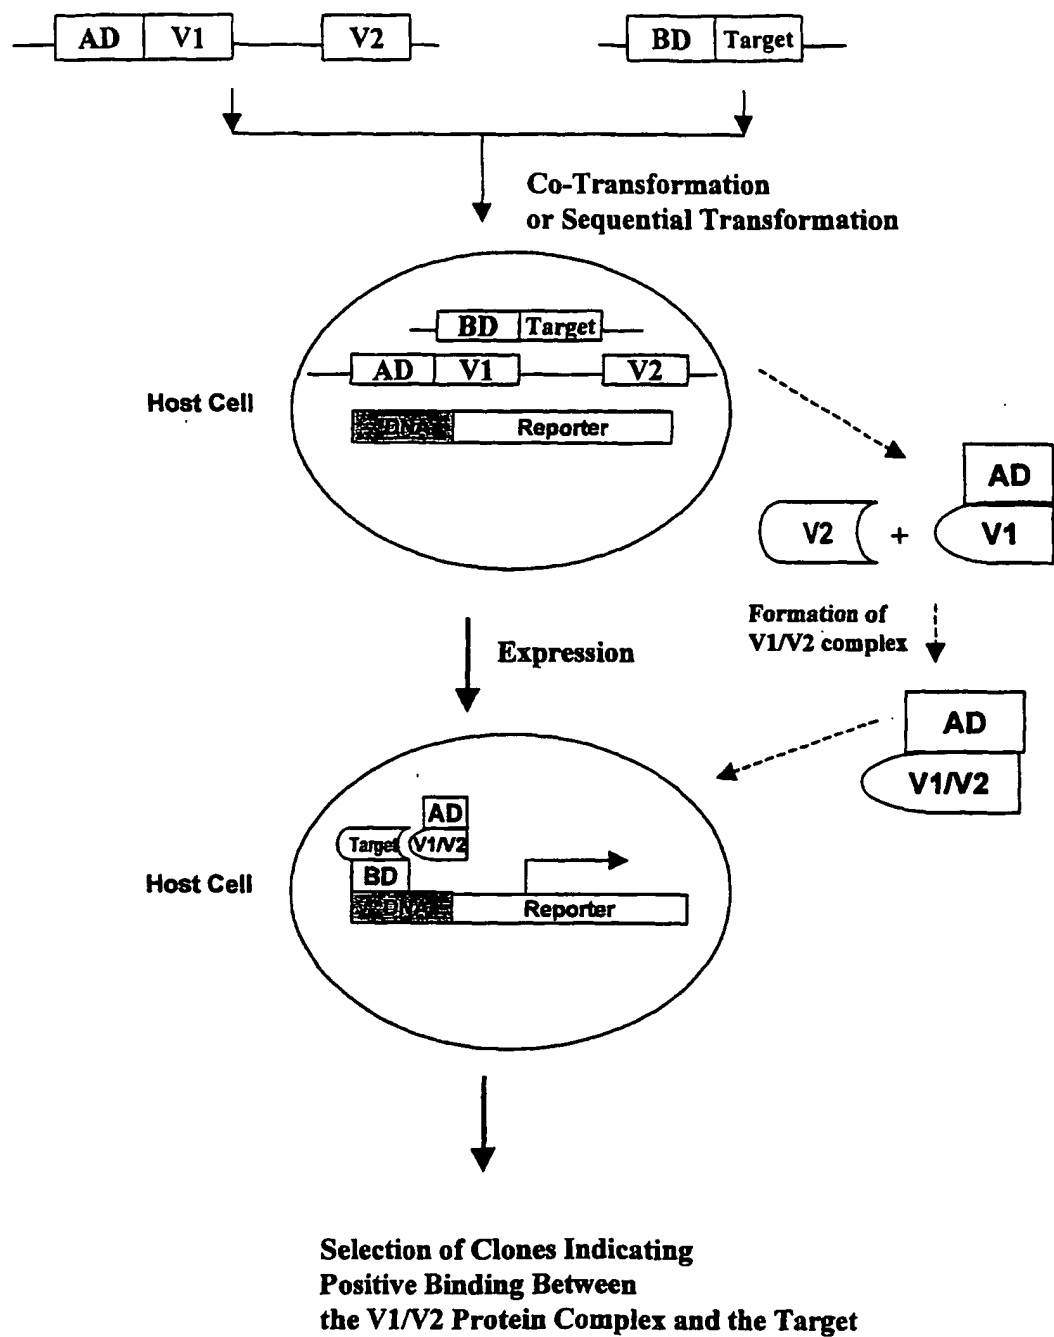 AD V1 V2 BD Target
Co-Transformation
or Sequential Transformation
BD Target
AD V1 V2
Host Cell
DNA Reporter
AD
V2 + V1
Formation of
V1/V2 complex
Expression
AD
V1/V2
AD
Target V1/V2
BD
Host Cell
DNA Reporter
Selection of Clones Indicating
Positive Binding Between
the V1/V2 Protein Complex and the Target